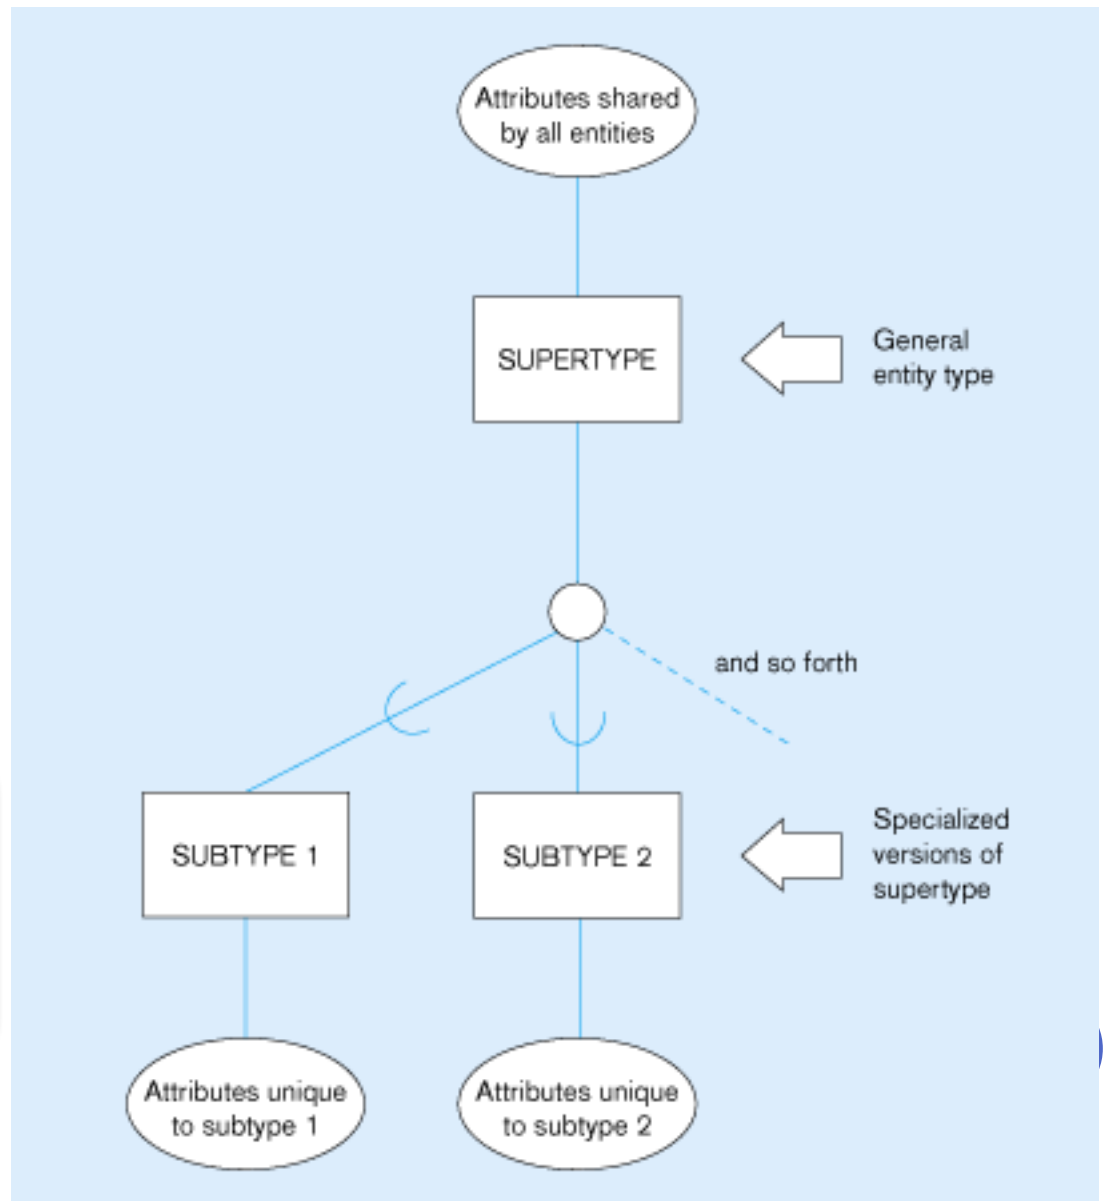 Attributes shared
by all entities
SUPERTYPE
General
entity type
and so forth
SUBTYPE 1
SUBTYPE 2
Specialized
versions of
supertype
Attributes unique
to subtype 1
Attributes unique
to subtype 2